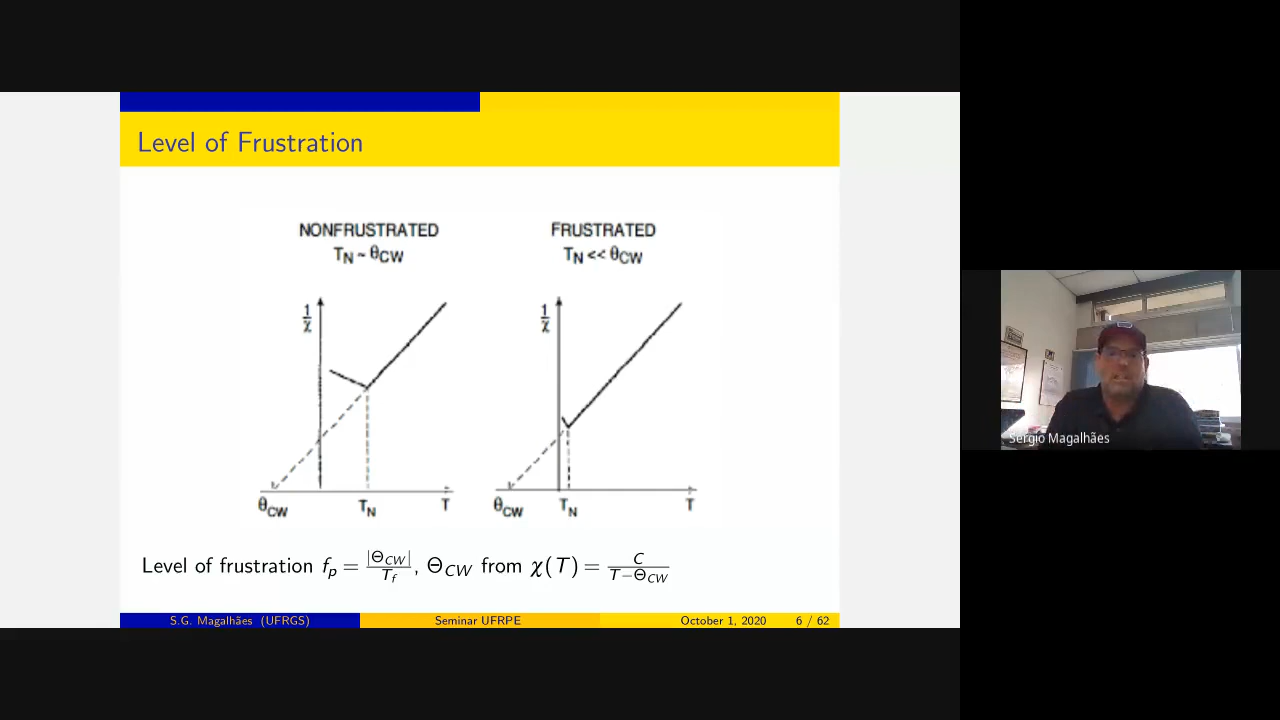 Level of Frustration
NONFRUSTRATED
T_N ~ θ_CW
FRUSTRATED
T_N << θ_CW
1/χ
1/χ
θ_CW T_N T
θ_CW T_N T
Level of frustration f_p = |Θ_CW|/T_f, Θ_CW from χ(T) = C/(T−Θ_CW)
S.G. Magalhães (UFRGS) Seminar UFRPE October 1, 2020 6 / 62
Sérgio Magalhães